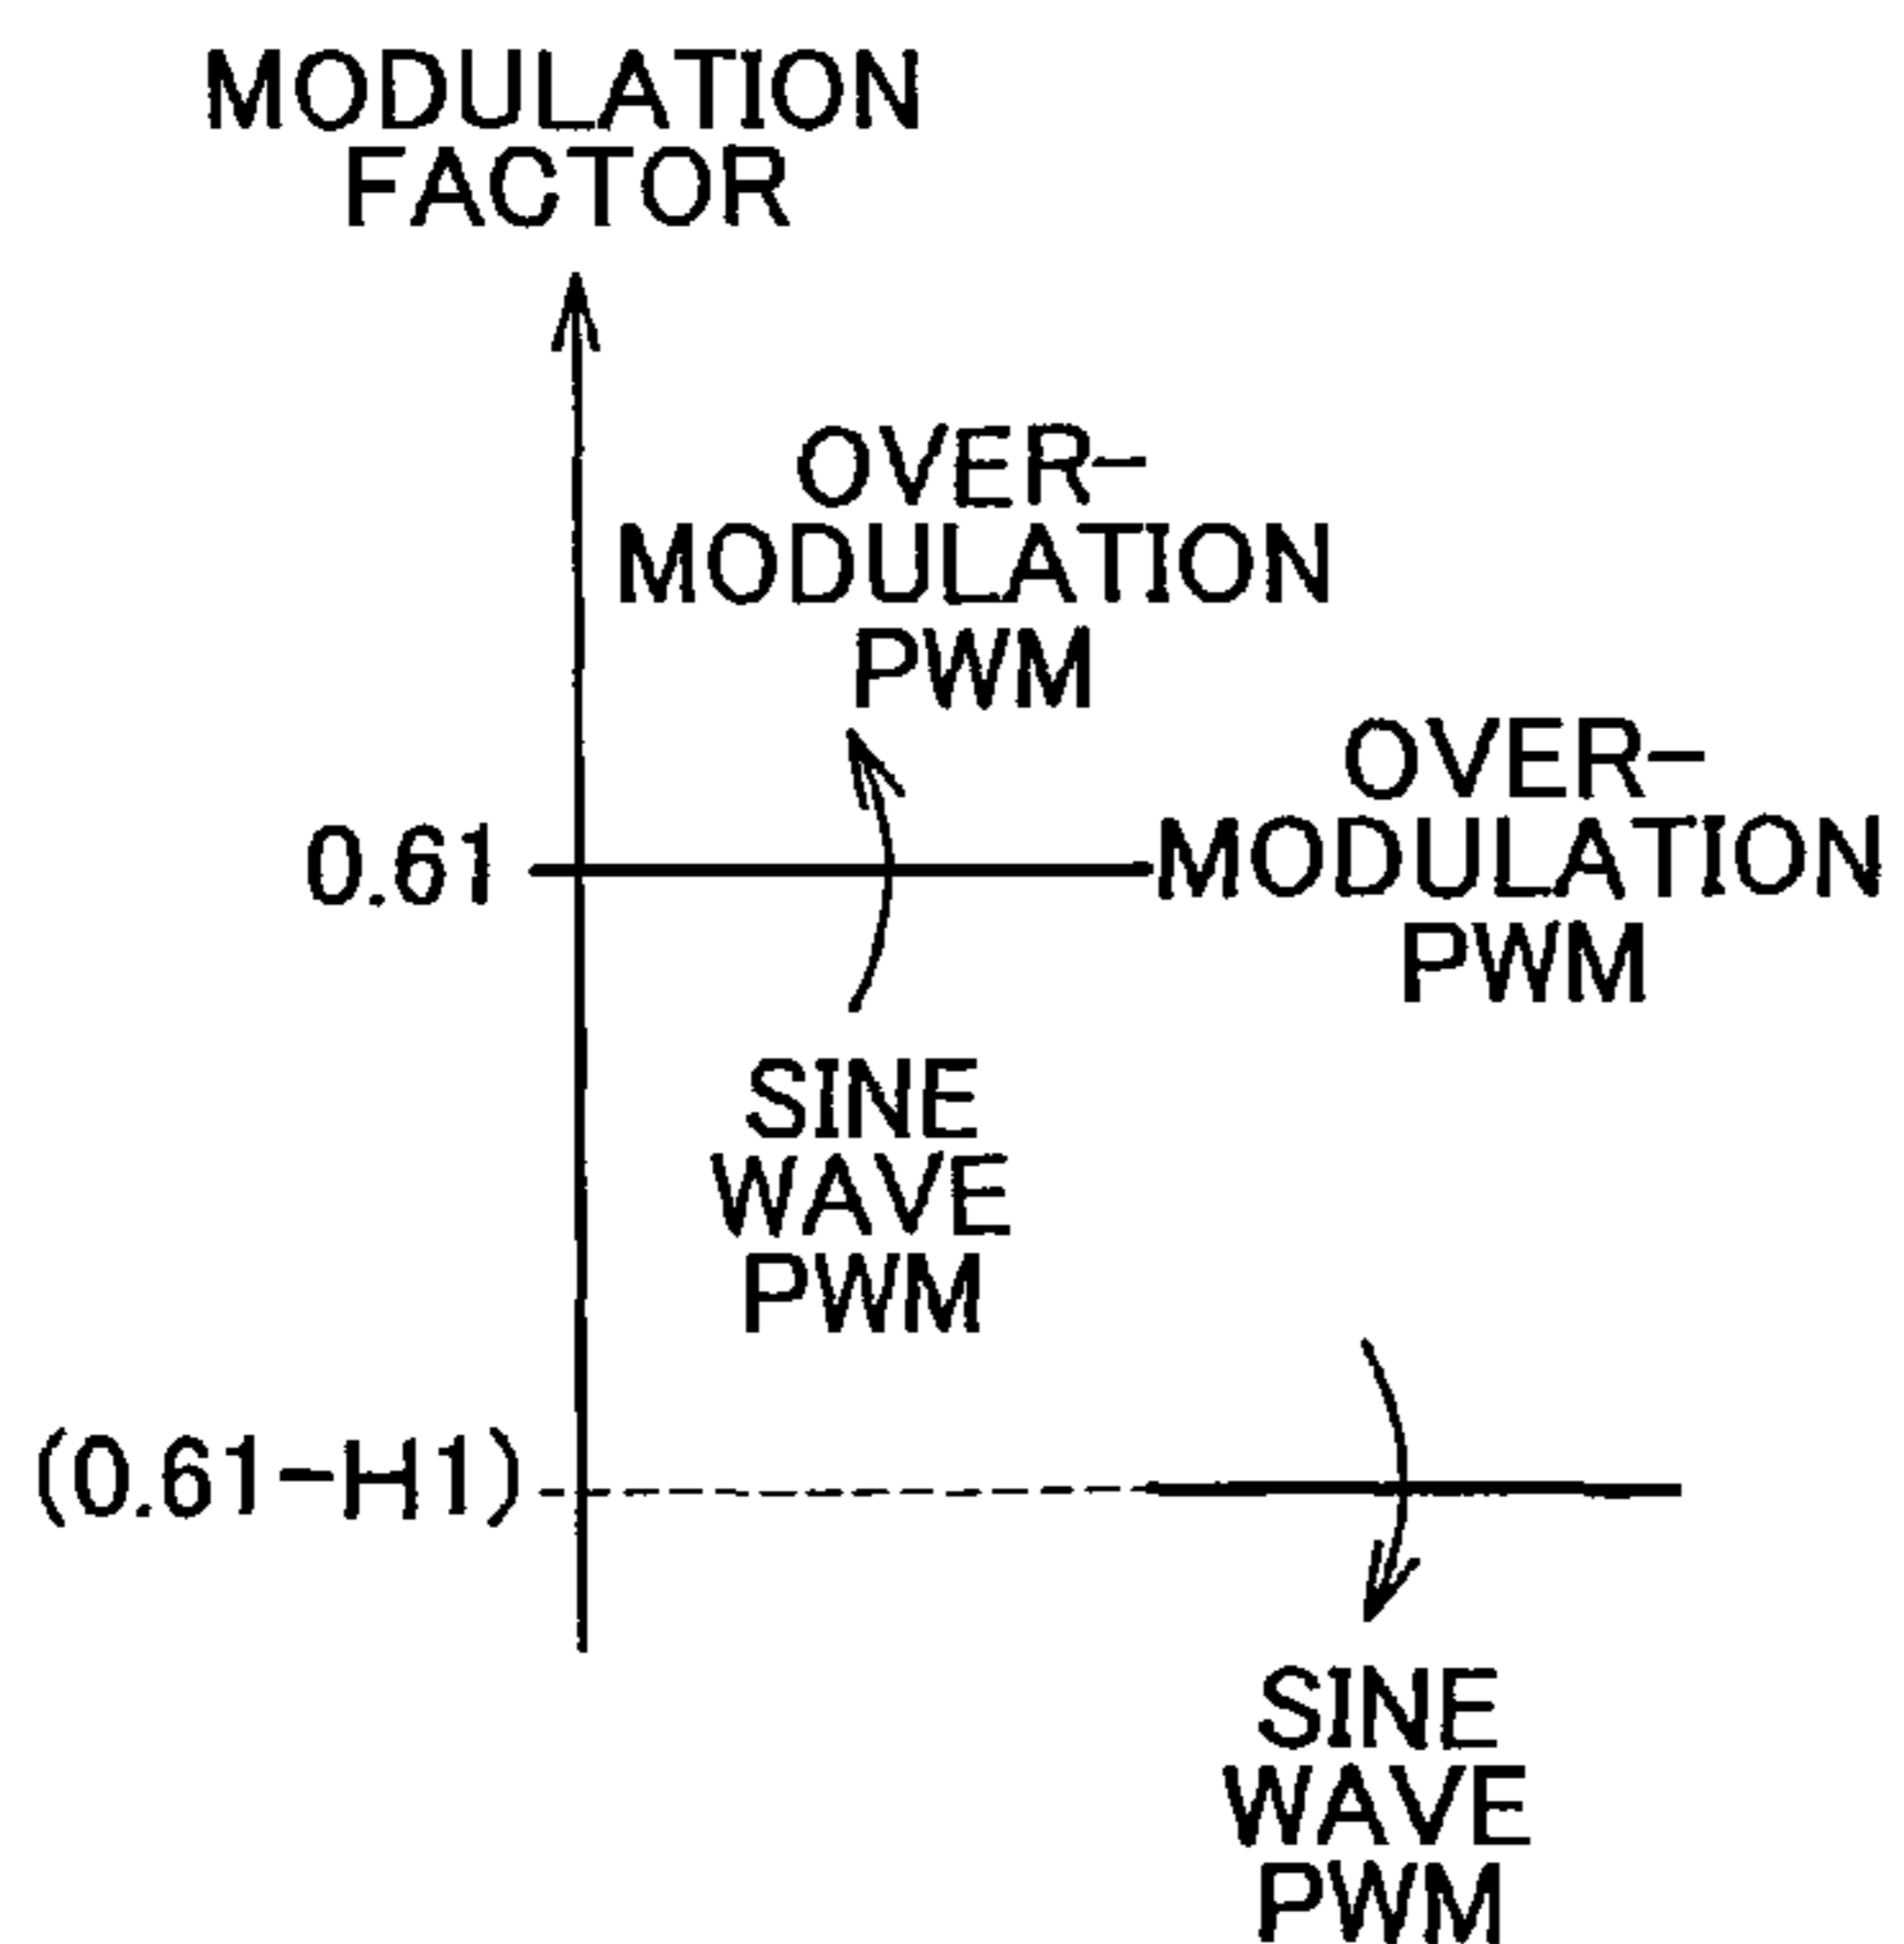 MODULATION
FACTOR
OVER-
MODULATION
PWM
OVER-
MODULATION
PWM
0.61
SINE
WAVE
PWM
(0.61-H1)
SINE
WAVE
PWM